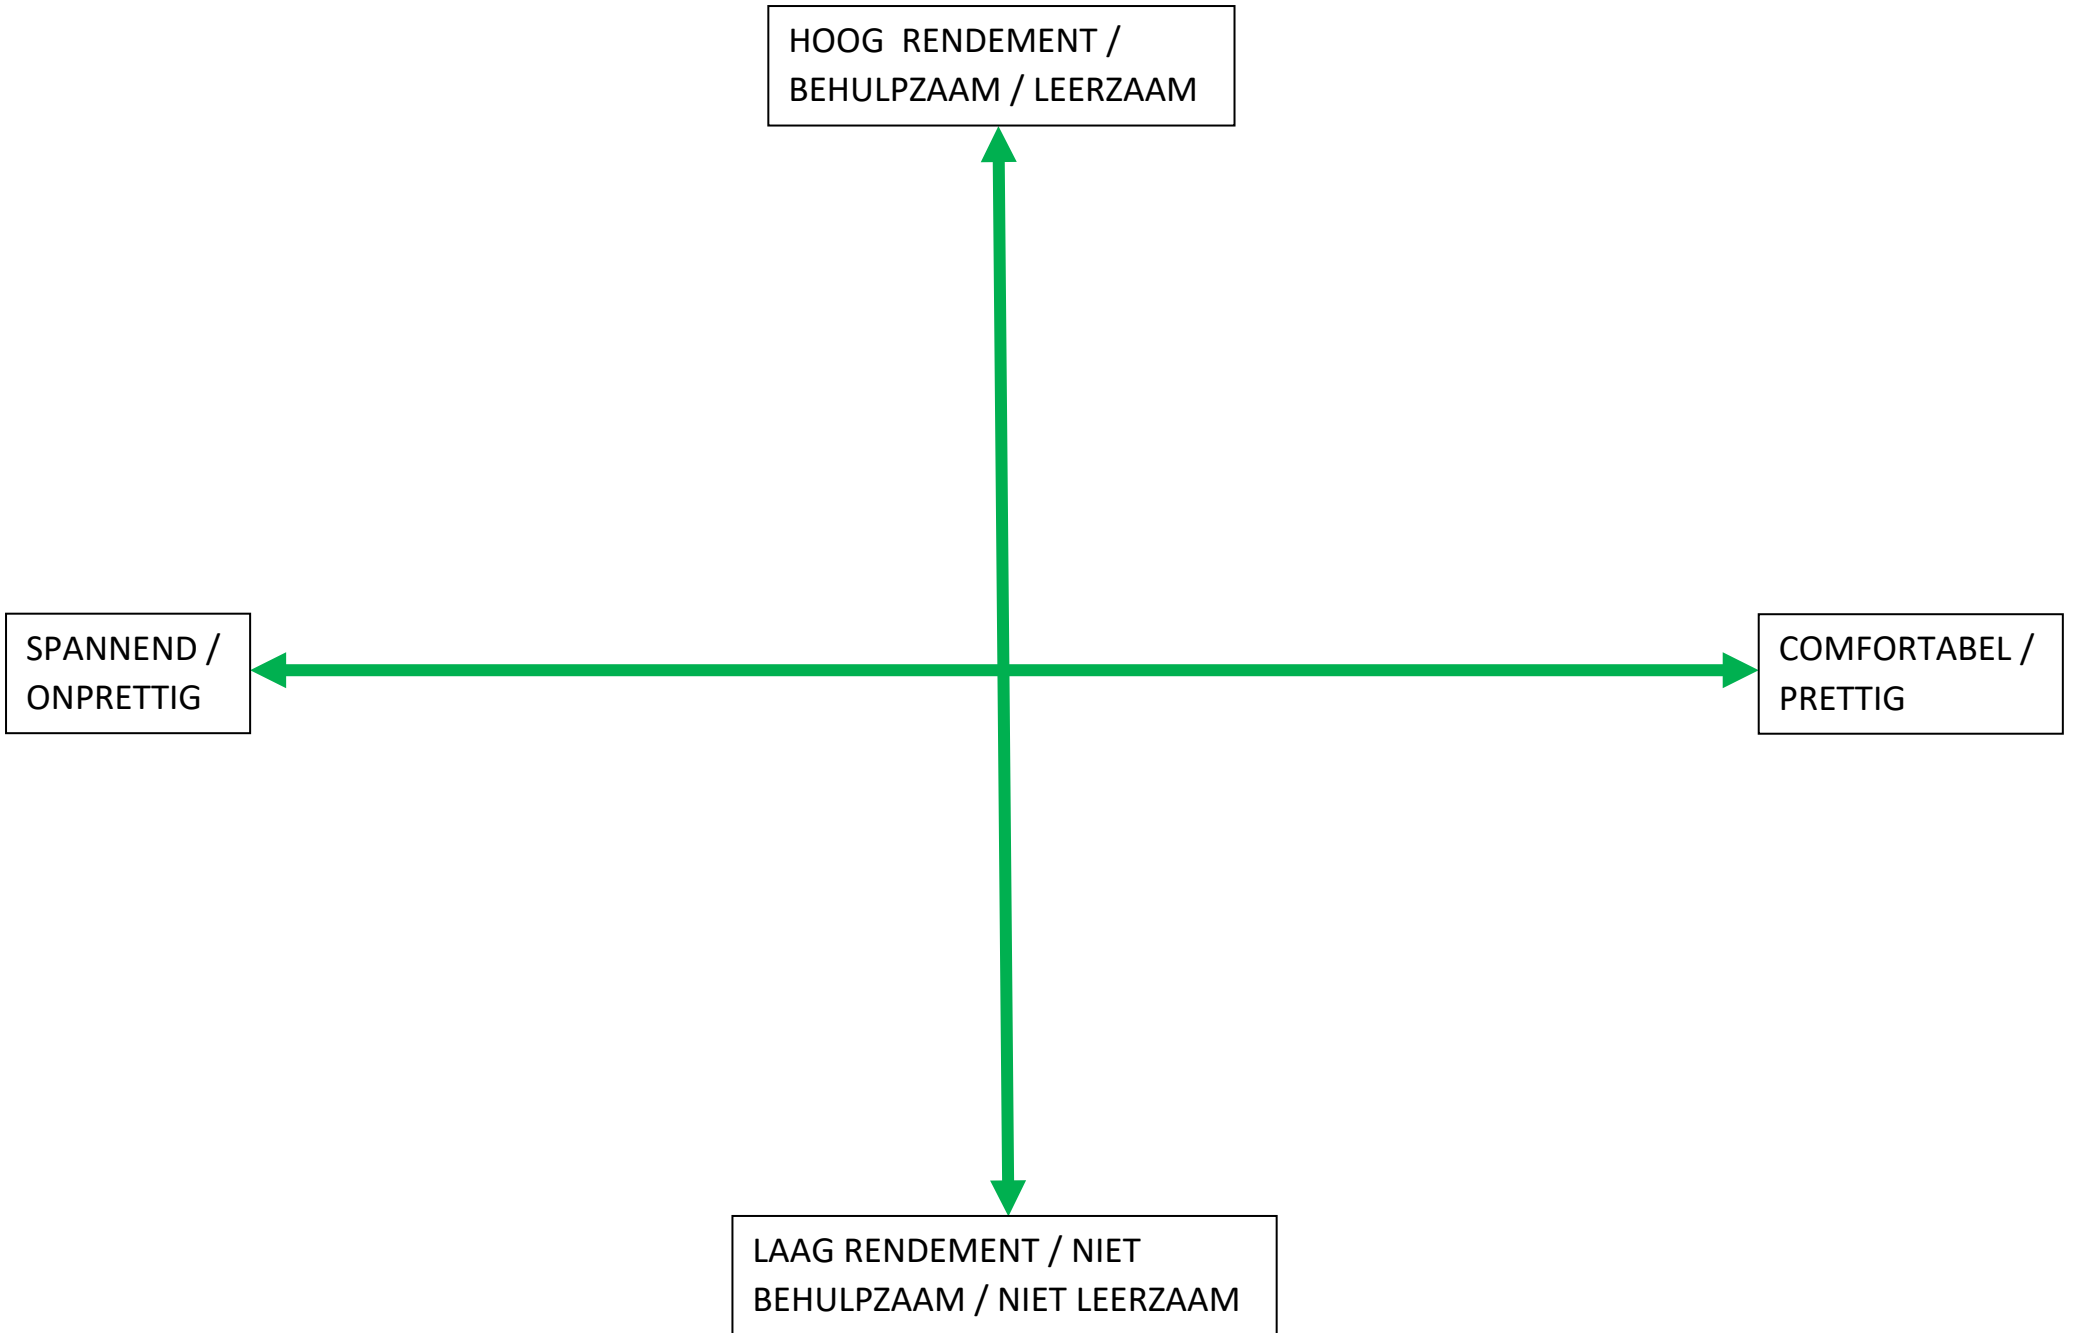 HOOG  RENDEMENT /
BEHULPZAAM / LEERZAAM
SPANNEND /
ONPRETTIG
COMFORTABEL /
PRETTIG
LAAG RENDEMENT / NIET
BEHULPZAAM / NIET LEERZAAM